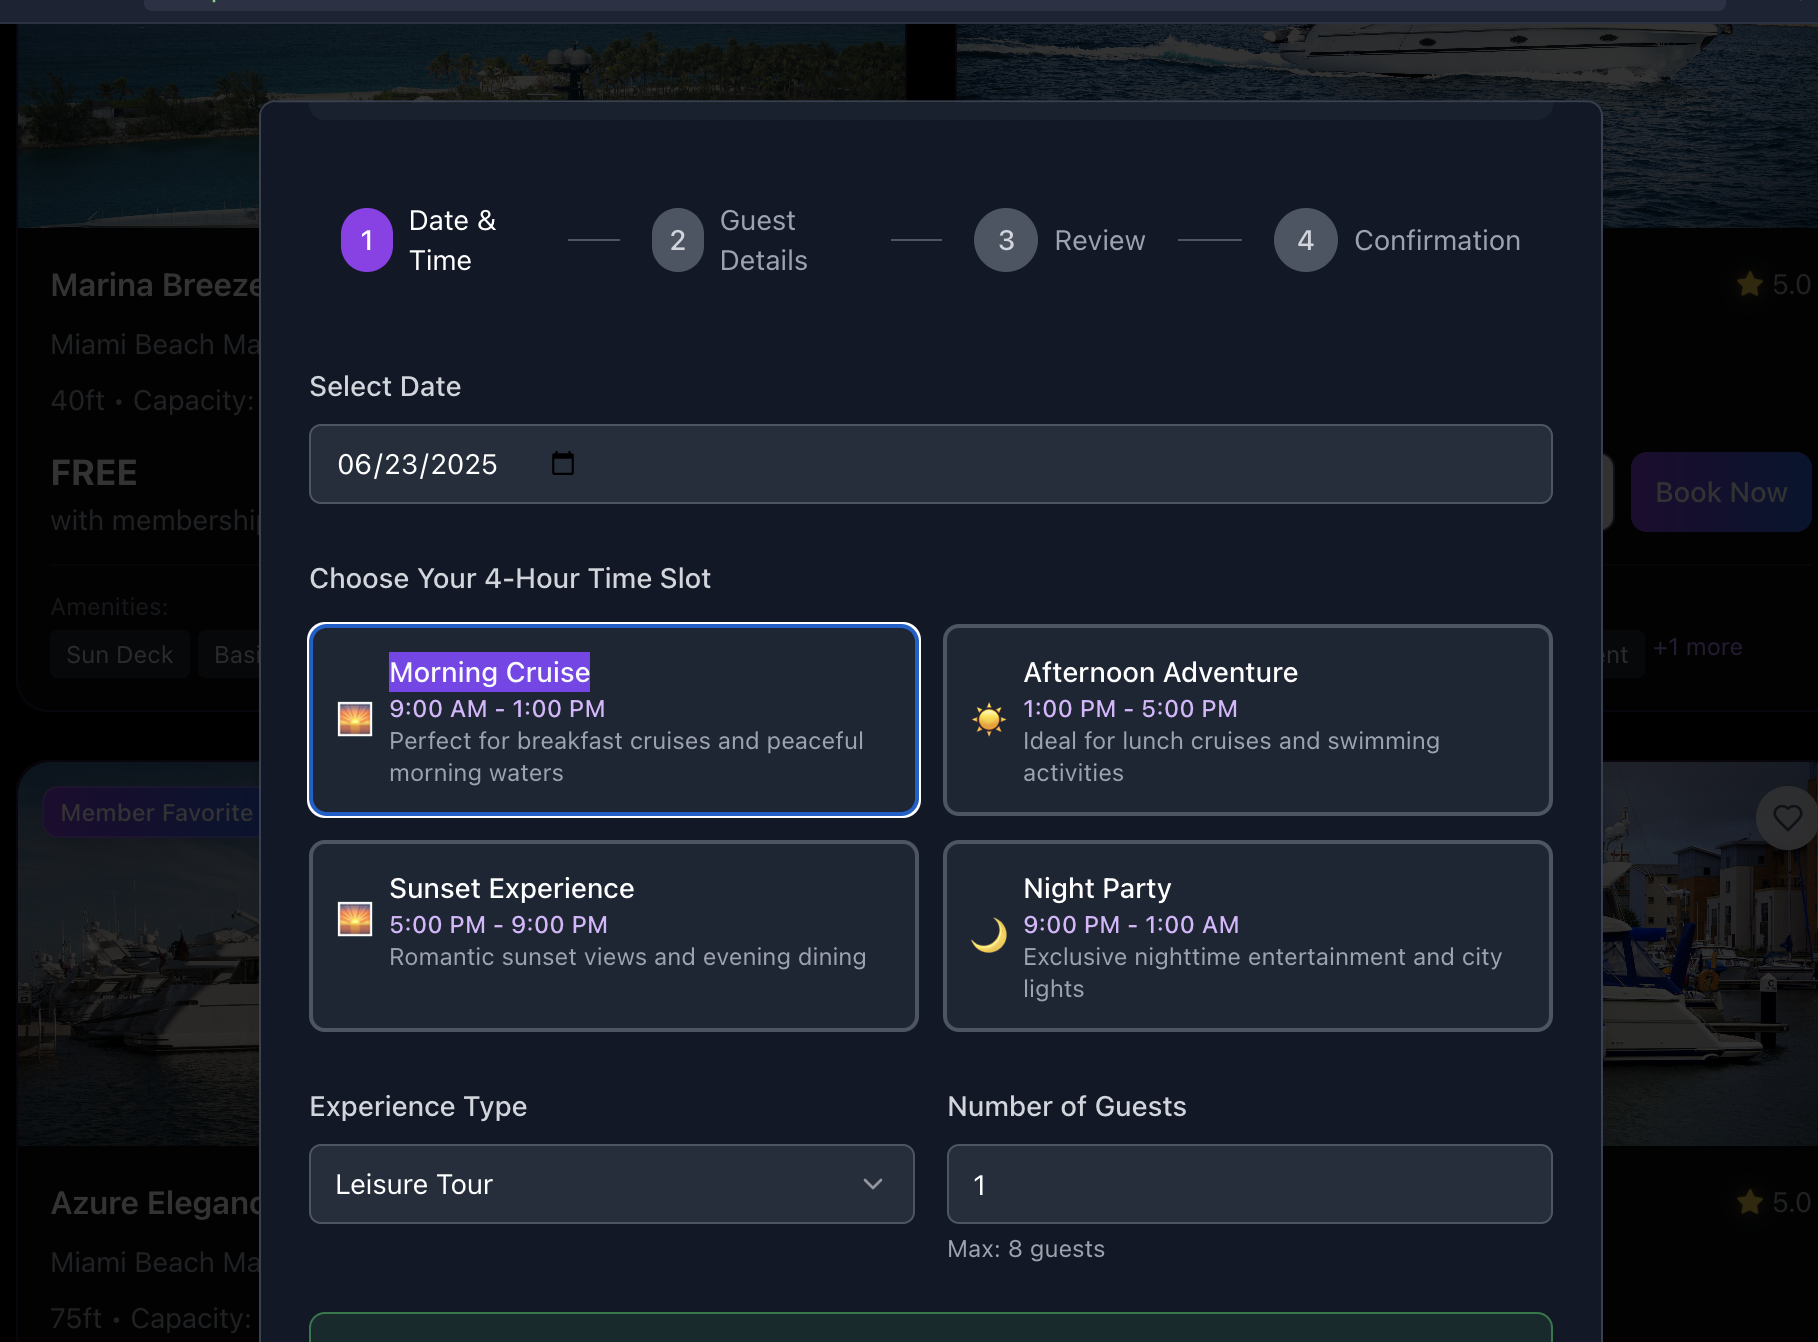 1
Date &
Time
2
Guest
Details
3
Review
4
Confirmation
Select Date
06/23/2025
Choose Your 4-Hour Time Slot
Morning Cruise
9:00 AM - 1:00 PM
Perfect for breakfast cruises and peaceful
morning waters
Afternoon Adventure
1:00 PM - 5:00 PM
Ideal for lunch cruises and swimming
activities
Sunset Experience
5:00 PM - 9:00 PM
Romantic sunset views and evening dining
Night Party
9:00 PM - 1:00 AM
Exclusive nighttime entertainment and city
lights
Experience Type
Leisure Tour
Number of Guests
1
Max: 8 guests
Marina Breeze
Miami Beach Ma
40ft • Capacity:
FREE
with membership
Amenities:
Sun Deck
Basi
5.0
Book Now
nt
+1 more
Member Favorite
Azure Eleganc
Miami Beach Ma
75ft • Capacity:
5.0